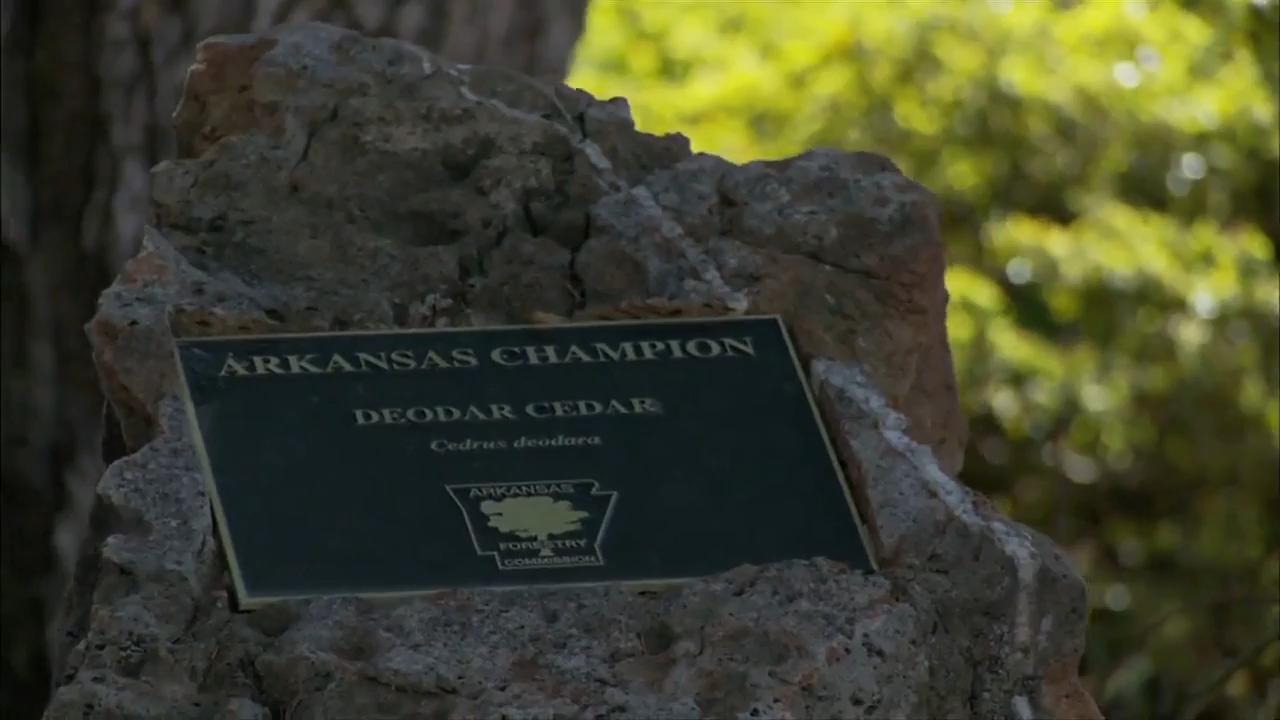 ARKANSAS CHAMPION
DEODAR CEDAR
Cedrus deodara
ARKANSAS
FORESTRY
COMMISSION